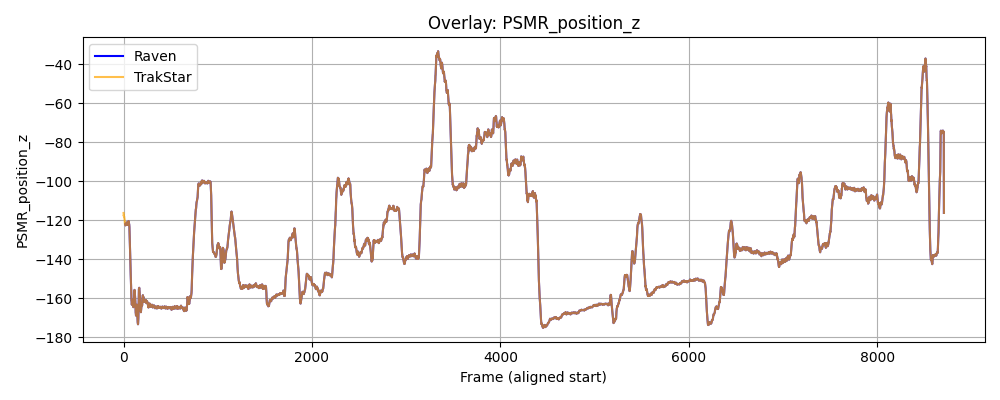 Overlay: PSMR_position_z
Raven
TrakStar
PSMR_position_z
−40
−60
−80
−100
−120
−140
−160
−180
0
2000
4000
6000
8000
Frame (aligned start)